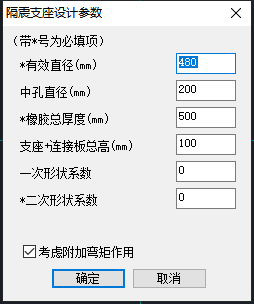 隔震支座设计参数
(带*号为必填项)
*有效直径(mm) 480
中孔直径(mm) 200
*橡胶总厚度(mm) 500
支座+连接板总高(mm) 100
一次形状系数 0
*二次形状系数 0
考虑附加弯矩作用
确定 取消